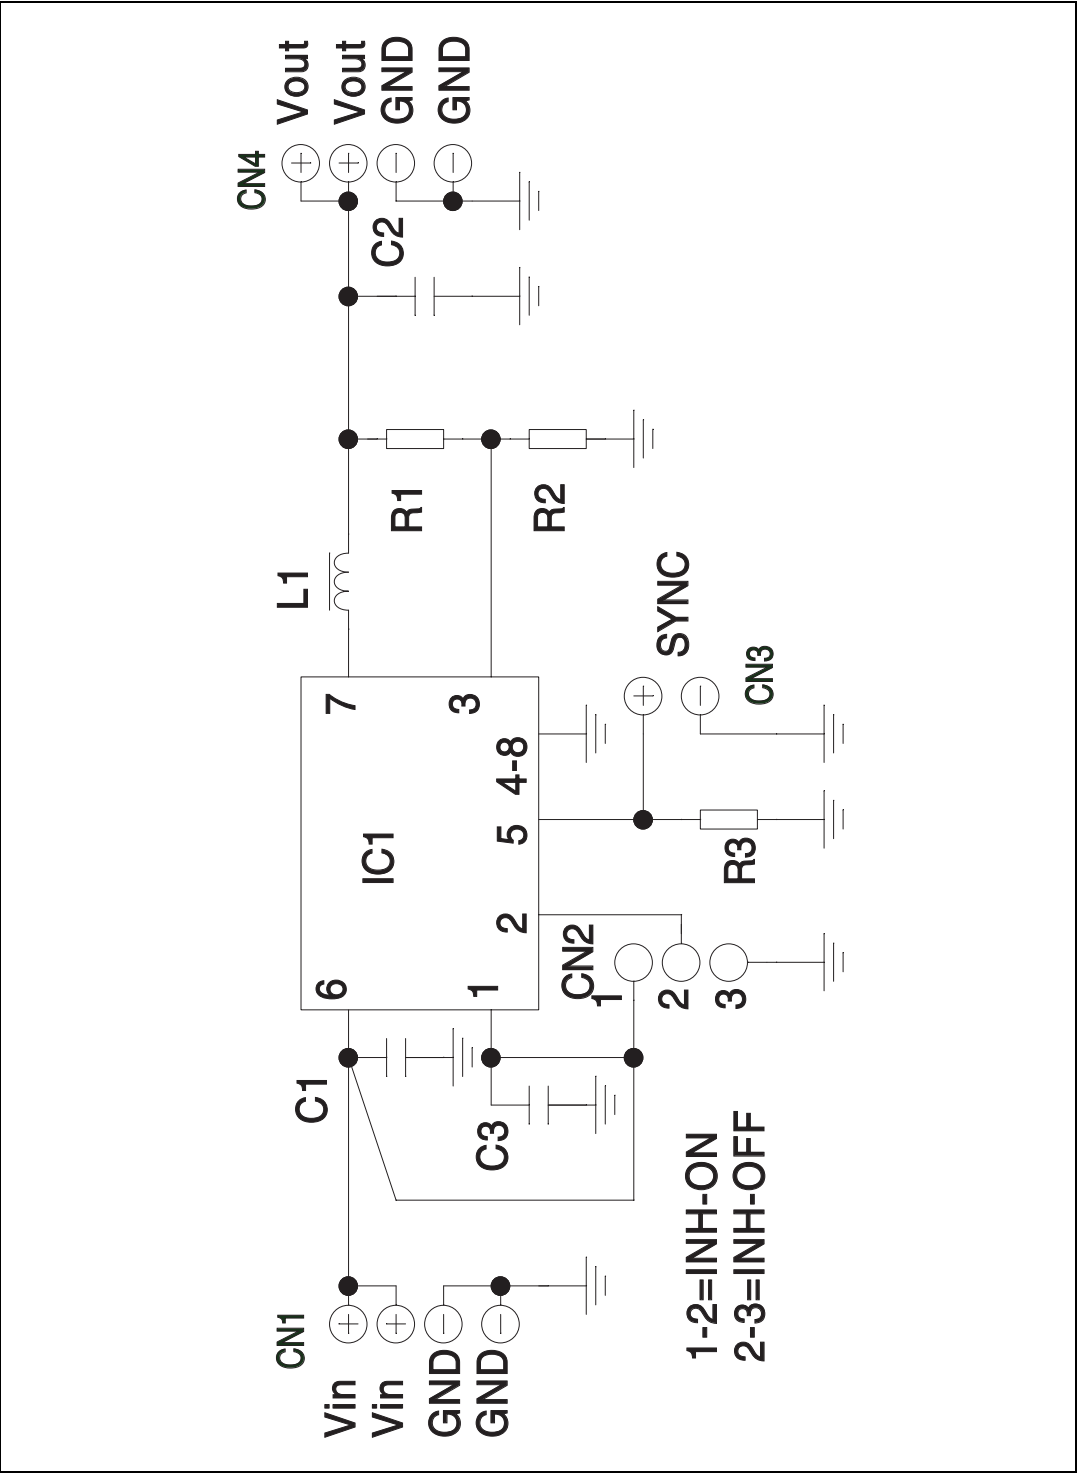 CN4
Vout
Vout
GND
GND
C2
L1
R1
R2
IC1
6
7
1
3
2
5
4-8
SYNC
CN3
R3
CN2
1
2
3
C1
C3
CN1
Vin
Vin
GND
GND
1-2=INH-ON
2-3=INH-OFF